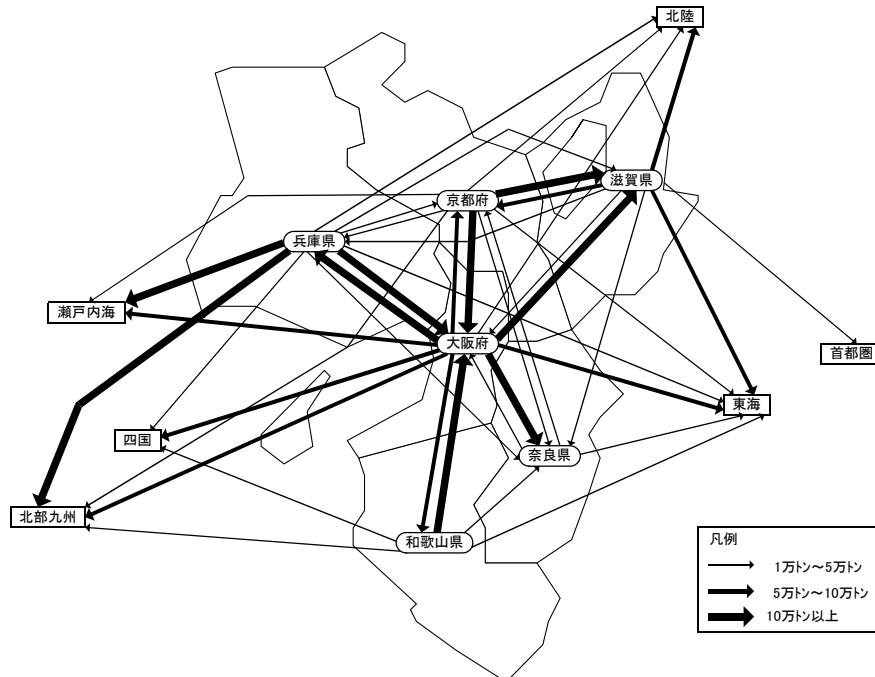 北陸
滋賀県
京都府
兵庫県
瀬戸内海
大阪府
首都圏
東海
四国
奈良県
北部九州
和歌山県
凡例
1万トン～5万トン
5万トン～10万トン
10万トン以上